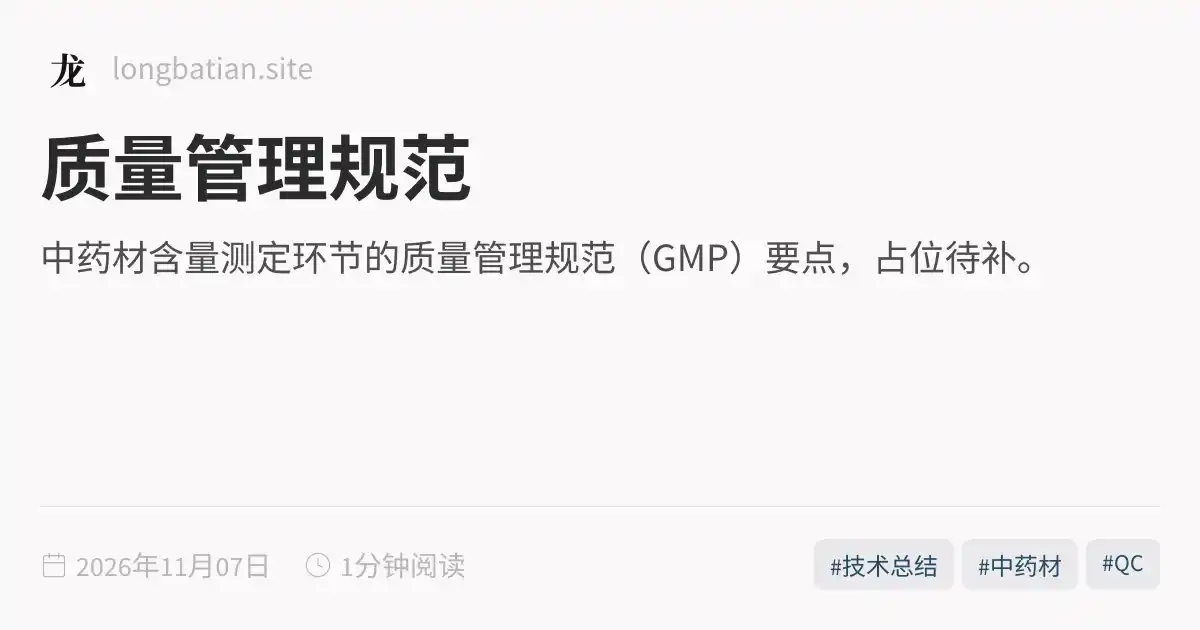 龙 longbatian.site
质量管理规范
中药材含量测定环节的质量管理规范（GMP）要点，占位待补。
2026年11月07日 1分钟阅读 #技术总结 #中药材 #QC